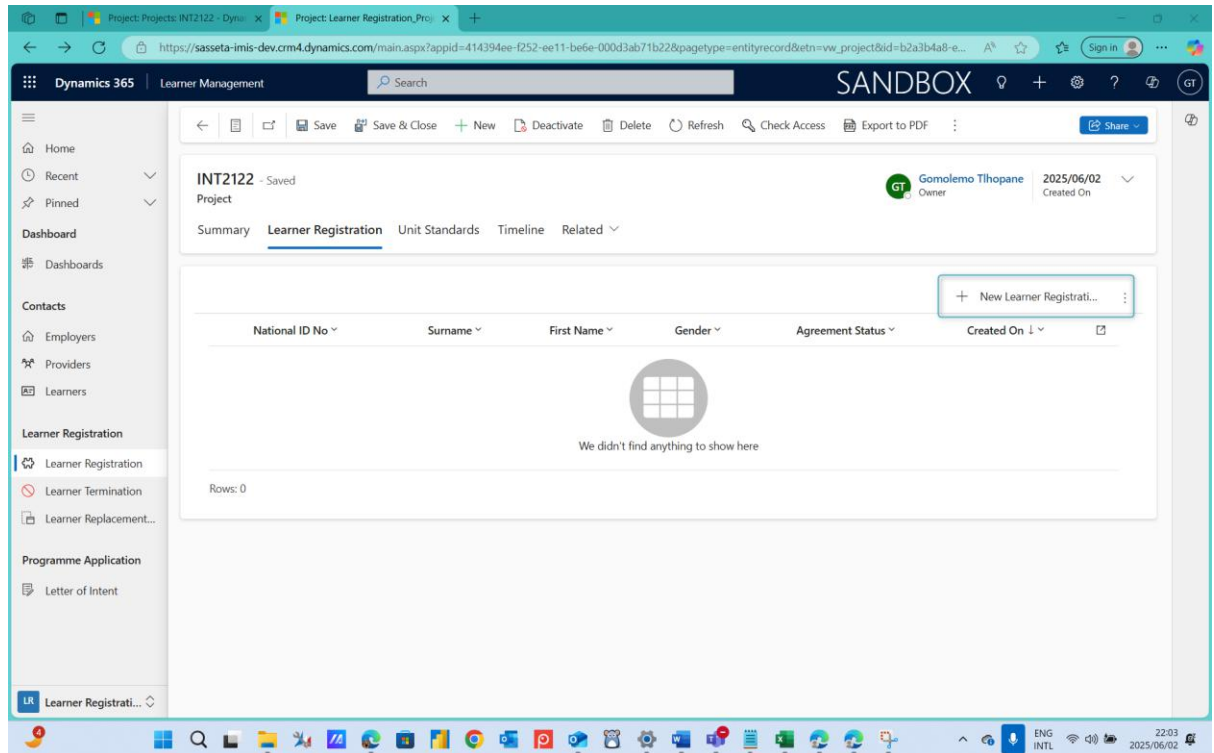 Project: Projects: INT2122 - Dyna
Project: Learner Registration_Proj
https://sasseta-imis-dev.crm4.dynamics.com/main.aspx?appid=414394ee-f252-ee11-be6e-000d3ab71b22&pagetype=entityrecord&etn=vw_project&id=b2a3b4a8-e...
Sign in
Dynamics 365
Learner Management
Search
SANDBOX
GT
Save
Save & Close
New
Deactivate
Delete
Refresh
Check Access
Export to PDF
Share
Home
Recent
Pinned
Dashboard
Dashboards
Contacts
Employers
Providers
Learners
Learner Registration
Learner Registration
Learner Termination
Learner Replacement...
Programme Application
Letter of Intent
LR Learner Registrati...
INT2122 - Saved
Project
GT
Gomolemo Tlhopane
Owner
2025/06/02
Created On
Summary Learner Registration Unit Standards Timeline Related
+ New Learner Registrati...
National ID No Surname First Name Gender Agreement Status Created On ↓
We didn't find anything to show here
Rows: 0
4
ENG
INTL
22:03
2025/06/02